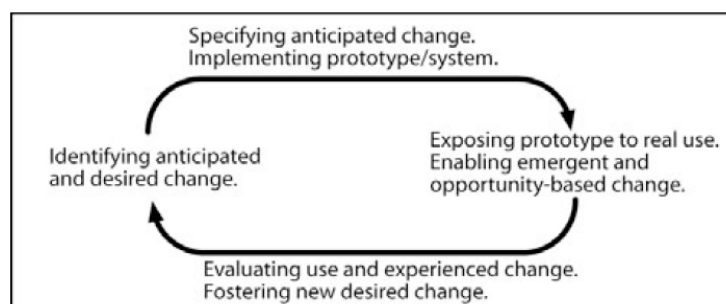 Specifying anticipated change.
Implementing prototype/system.
Identifying anticipated
and desired change.
Exposing prototype to real use.
Enabling emergent and
opportunity-based change.
Evaluating use and experienced change.
Fostering new desired change.